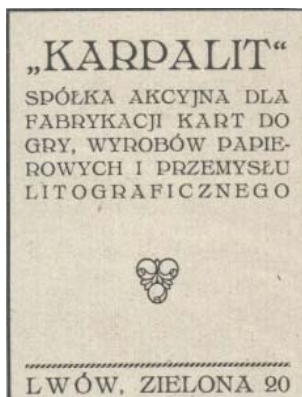 „KARPALIT“
SPÓŁKA AKCYJNA DLA
FABRYKACJI KART DO
GRY, WYROBÓW PAPIE-
ROWYCH I PRZEMYSŁU
LITOGRAFICZNEGO
LWÓW, ZIELONA 20